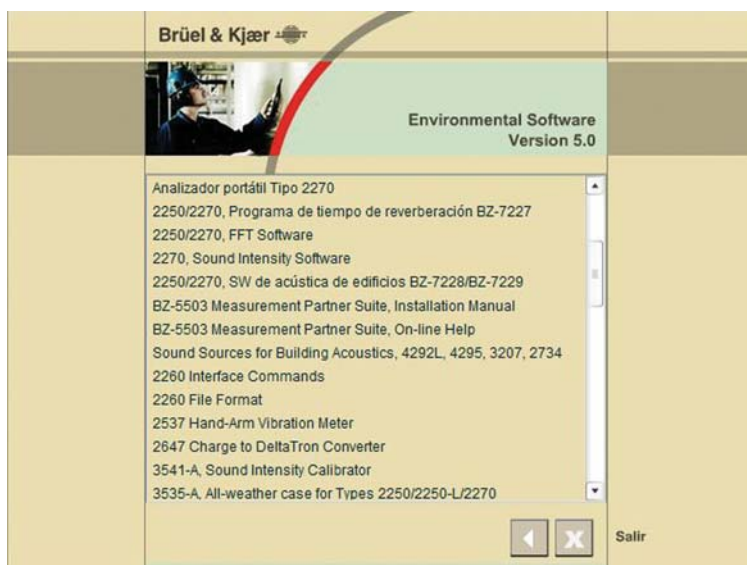 Brüel & Kjær
Environmental Software
Version 5.0
Analizador portátil Tipo 2270
2250/2270, Programa de tiempo de reverberación BZ-7227
2250/2270, FFT Software
2270, Sound Intensity Software
2250/2270, SW de acústica de edificios BZ-7228/BZ-7229
BZ-5503 Measurement Partner Suite, Installation Manual
BZ-5503 Measurement Partner Suite, On-line Help
Sound Sources for Building Acoustics, 4292L, 4295, 3207, 2734
2260 Interface Commands
2260 File Format
2537 Hand-Arm Vibration Meter
2647 Charge to DeltaTron Converter
3541-A, Sound Intensity Calibrator
3535-A, All-weather case for Types 2250/2250-L/2270
Salir